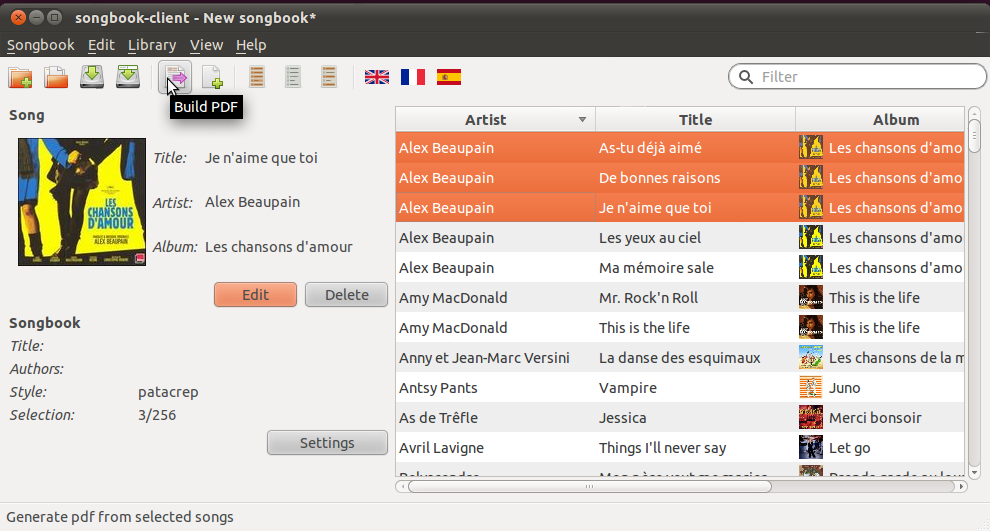 songbook-client - New songbook*
Songbook Edit Library View Help
Filter
Build PDF
Song
LES
CHANSONS
D'AMOUR
ALEX BEAUPAIN
Title: Je n'aime que toi
Artist: Alex Beaupain
Album: Les chansons d'amour
Edit Delete
Songbook
Title:
Authors:
Style: patacrep
Selection: 3/256
Settings
Artist Title Album
Alex Beaupain As-tu déjà aimé Les chansons d'amo
Alex Beaupain De bonnes raisons Les chansons d'amo
Alex Beaupain Je n'aime que toi Les chansons d'amo
Alex Beaupain Les yeux au ciel Les chansons d'amo
Alex Beaupain Ma mémoire sale Les chansons d'amo
Amy MacDonald Mr. Rock'n Roll This is the life
Amy MacDonald This is the life This is the life
Anny et Jean-Marc Versini La danse des esquimaux Les chansons de la m
Antsy Pants Vampire Juno
As de Trêfle Jessica Merci bonsoir
Avril Lavigne Things I'll never say Let go
Generate pdf from selected songs